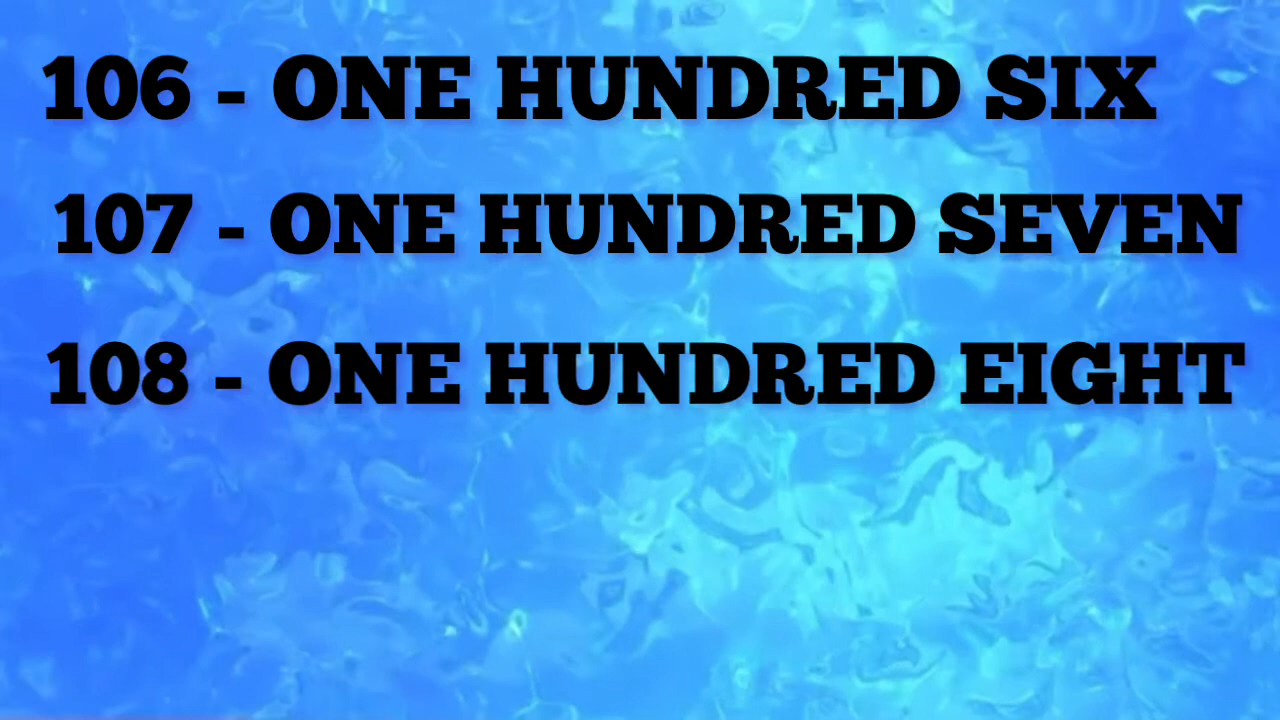 106 - ONE HUNDRED SIX
107 - ONE HUNDRED SEVEN
108 - ONE HUNDRED EIGHT